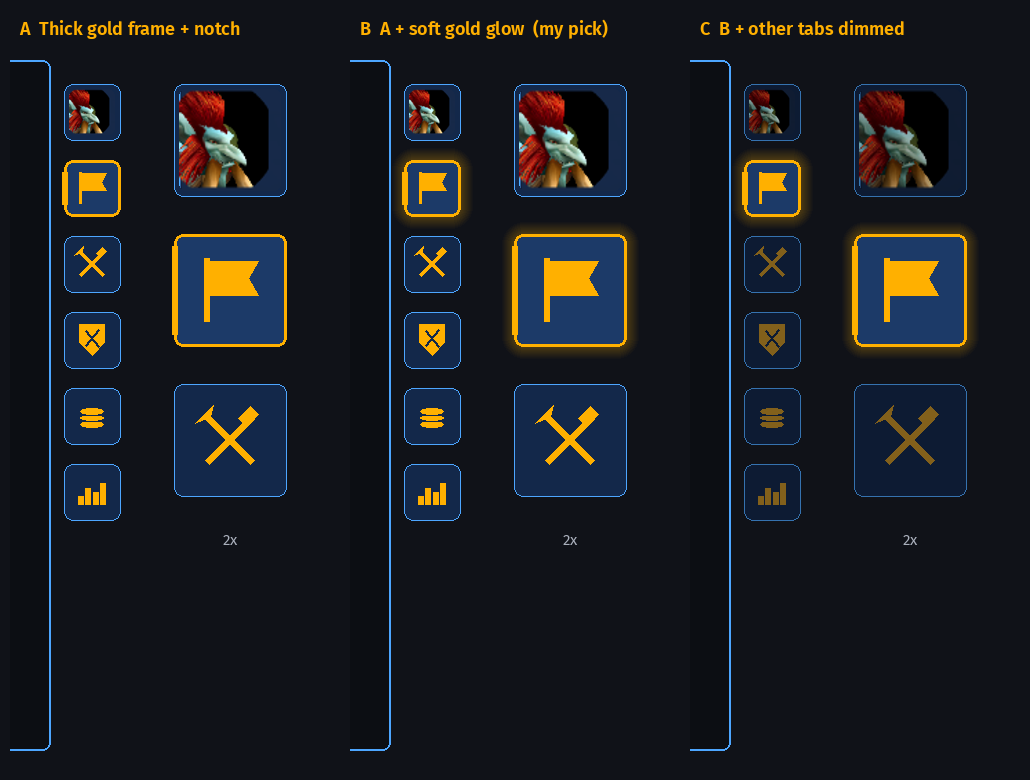 A Thick gold frame + notch
B A + soft gold glow (my pick)
C B + other tabs dimmed
2x
2x
2x